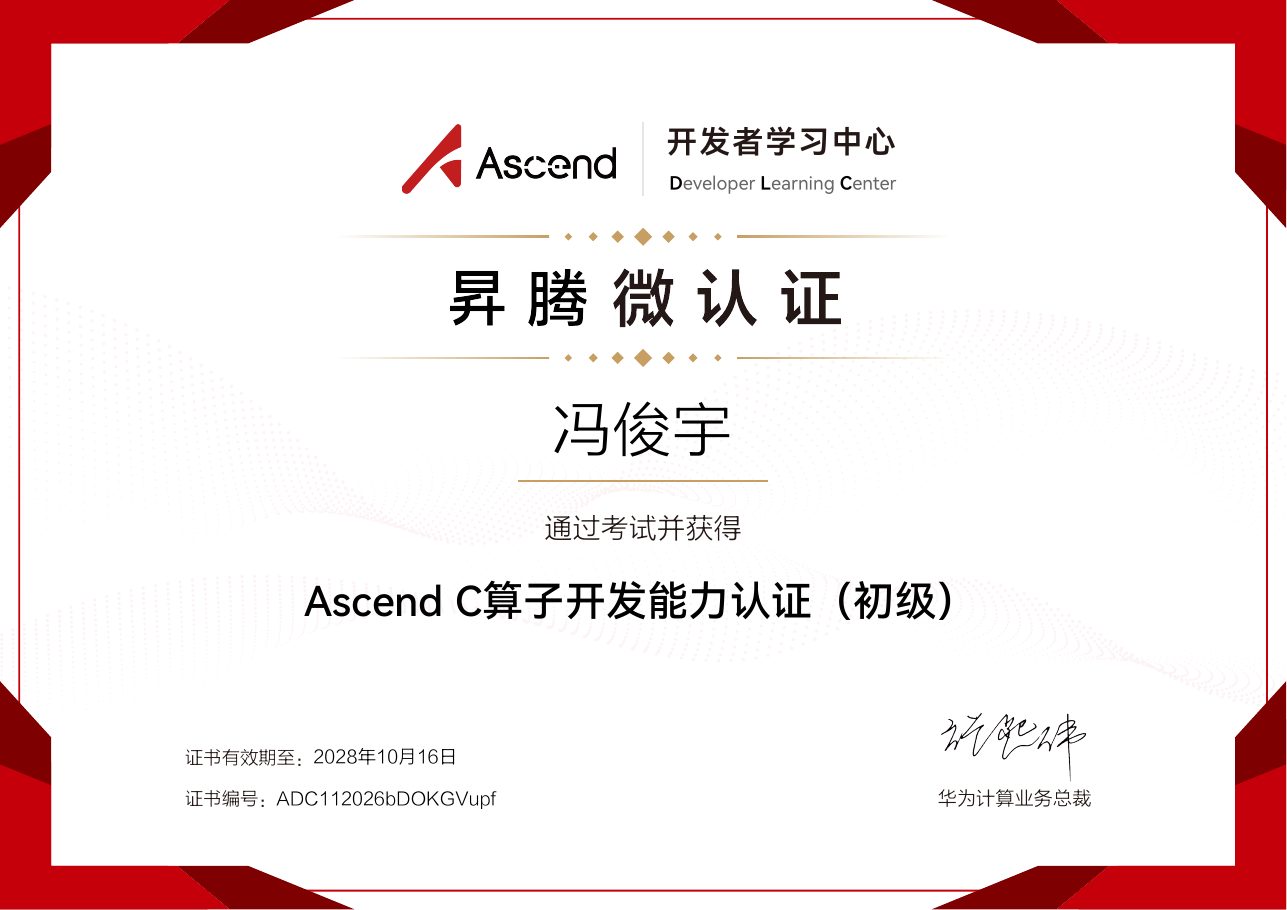 Ascend
开发者学习中心
Developer Learning Center
昇腾微认证
冯俊宇
通过考试并获得
Ascend C算子开发能力认证（初级）
证书有效期至：2028年10月16日
证书编号：ADC112026bDOKGVupf
华为计算业务总裁